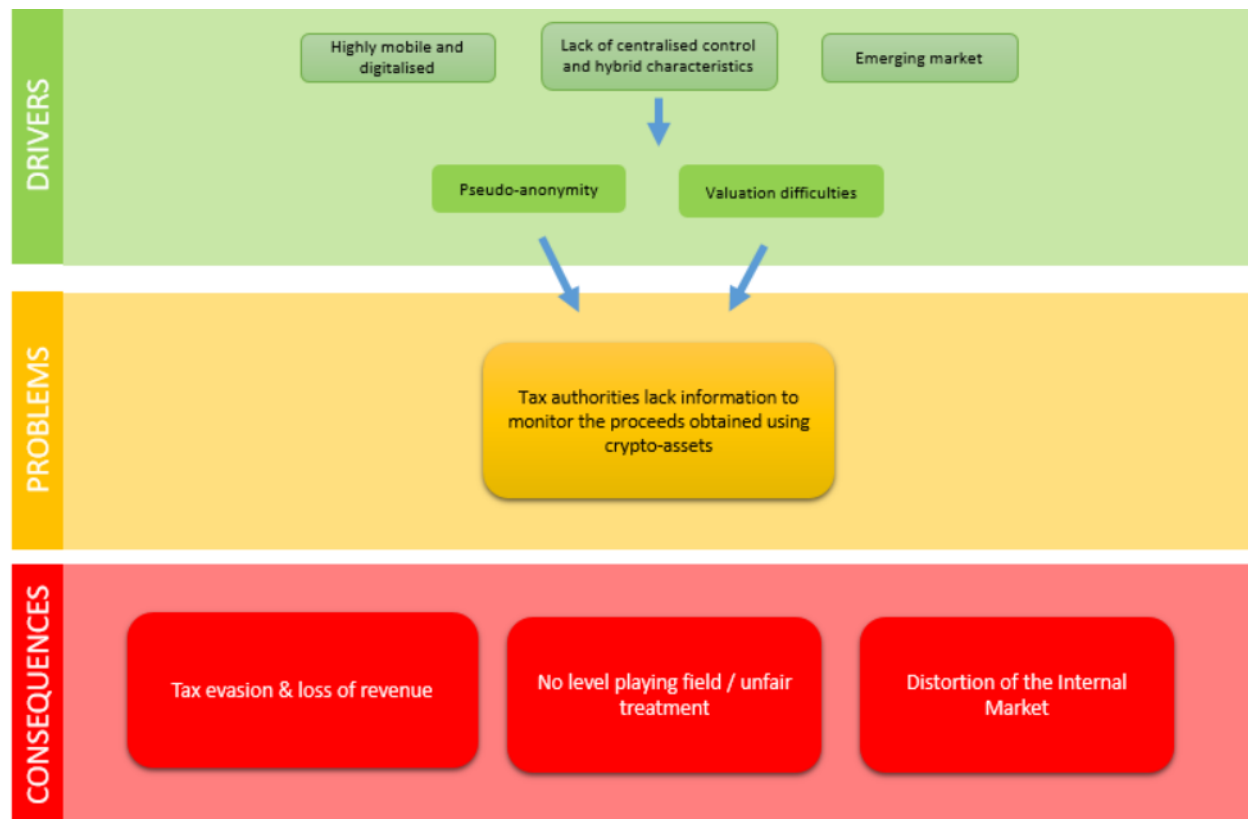 DRIVERS
Highly mobile and
digitalised
Lack of centralised control
and hybrid characteristics
Emerging market
Pseudo-anonymity
Valuation difficulties
PROBLEMS
Tax authorities lack information to
monitor the proceeds obtained using
crypto-assets
CONSEQUENCES
Tax evasion & loss of revenue
No level playing field / unfair
treatment
Distortion of the Internal
Market